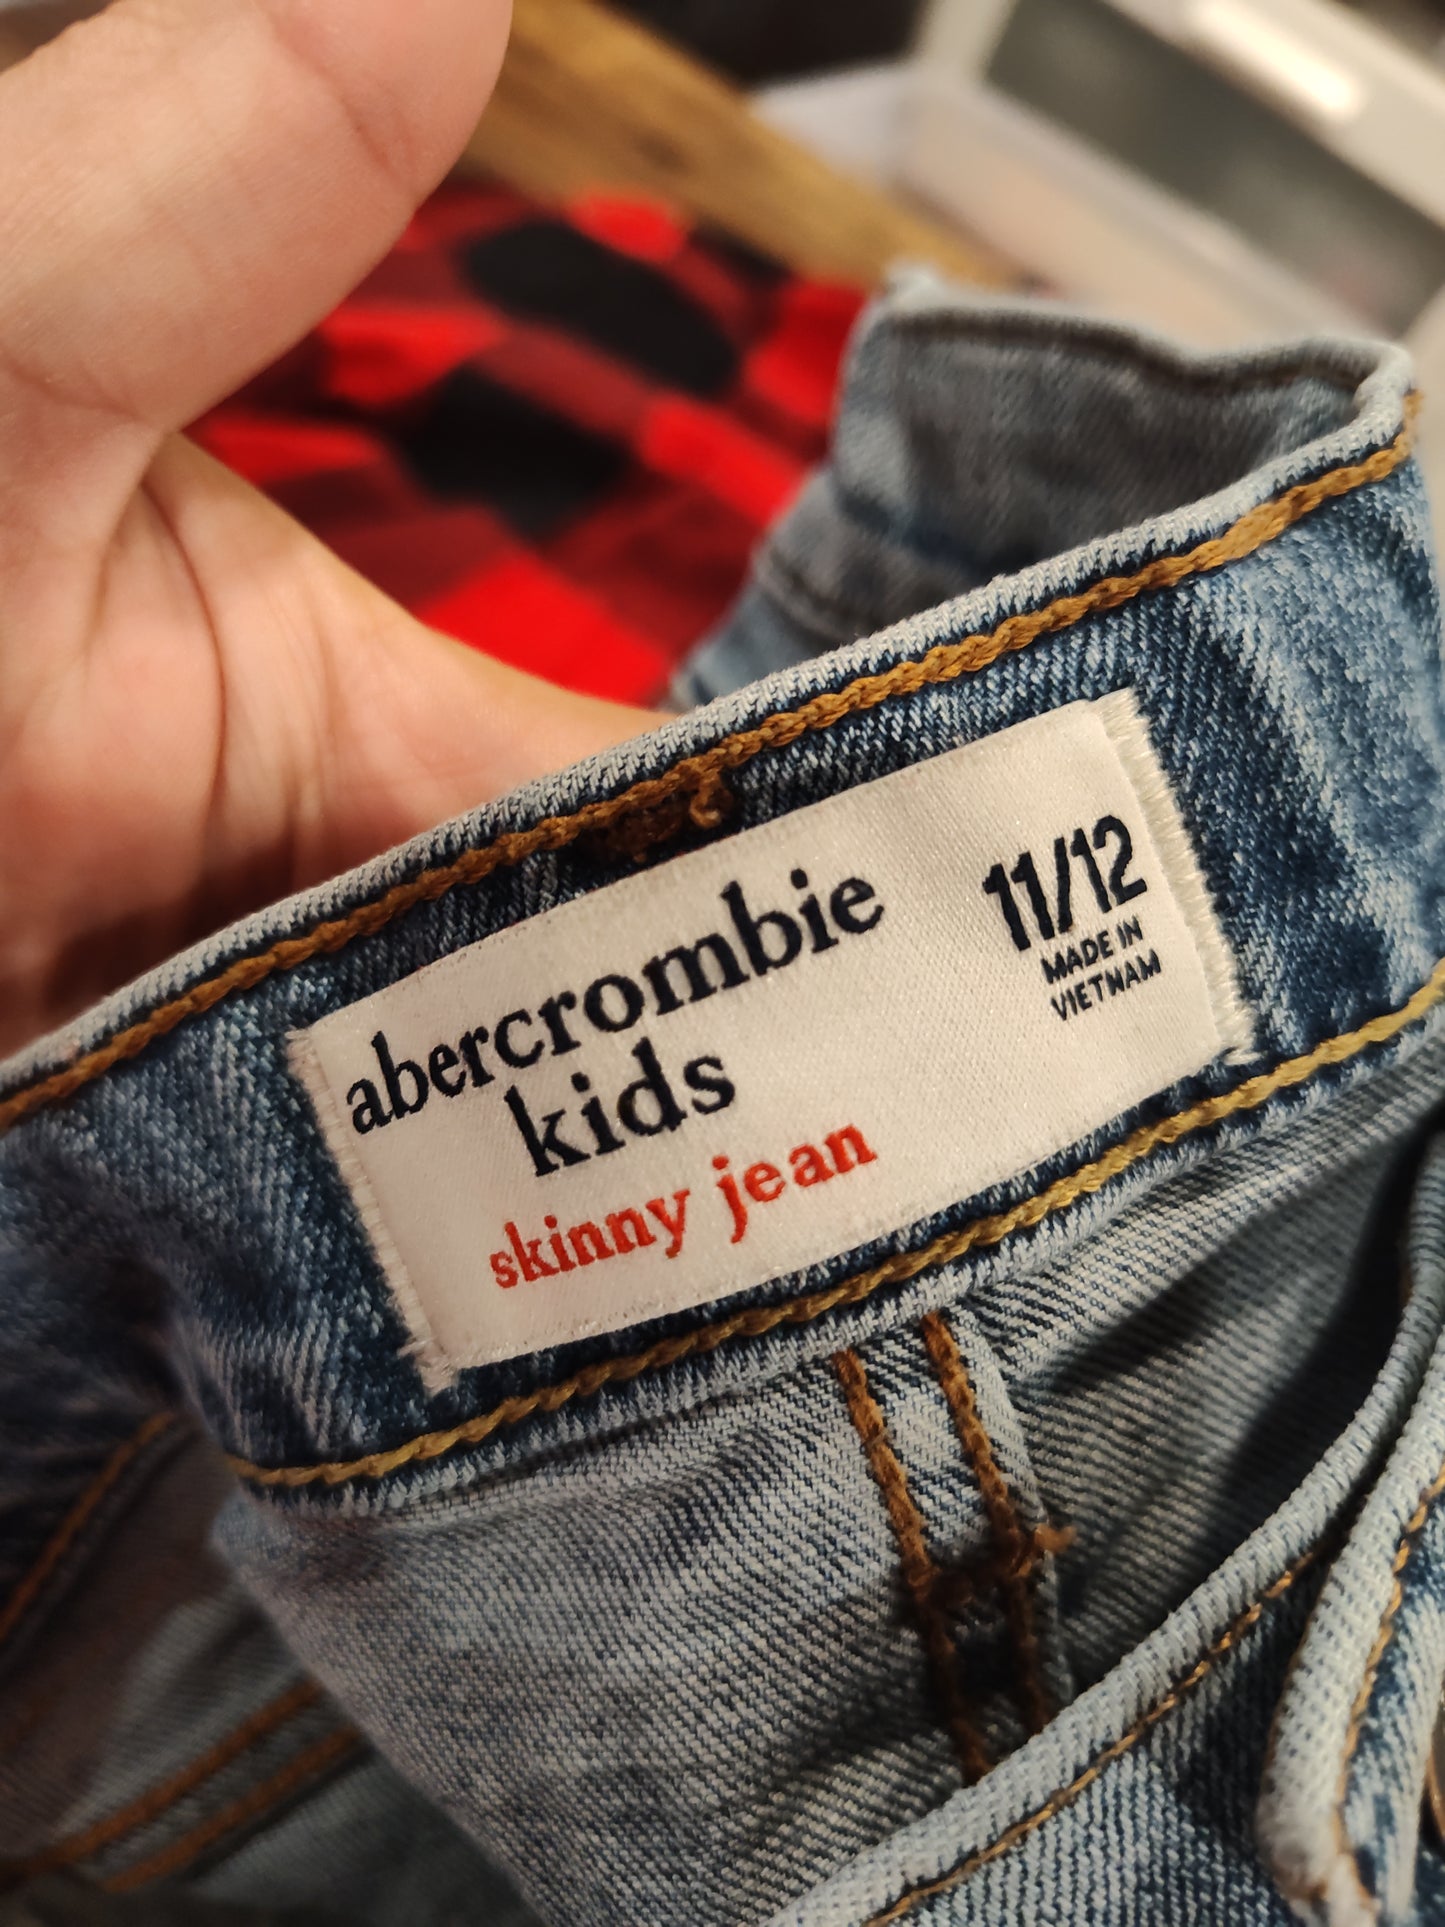 abercrombie
kids
skinny jean
11/12
MADE IN
VIETNAM